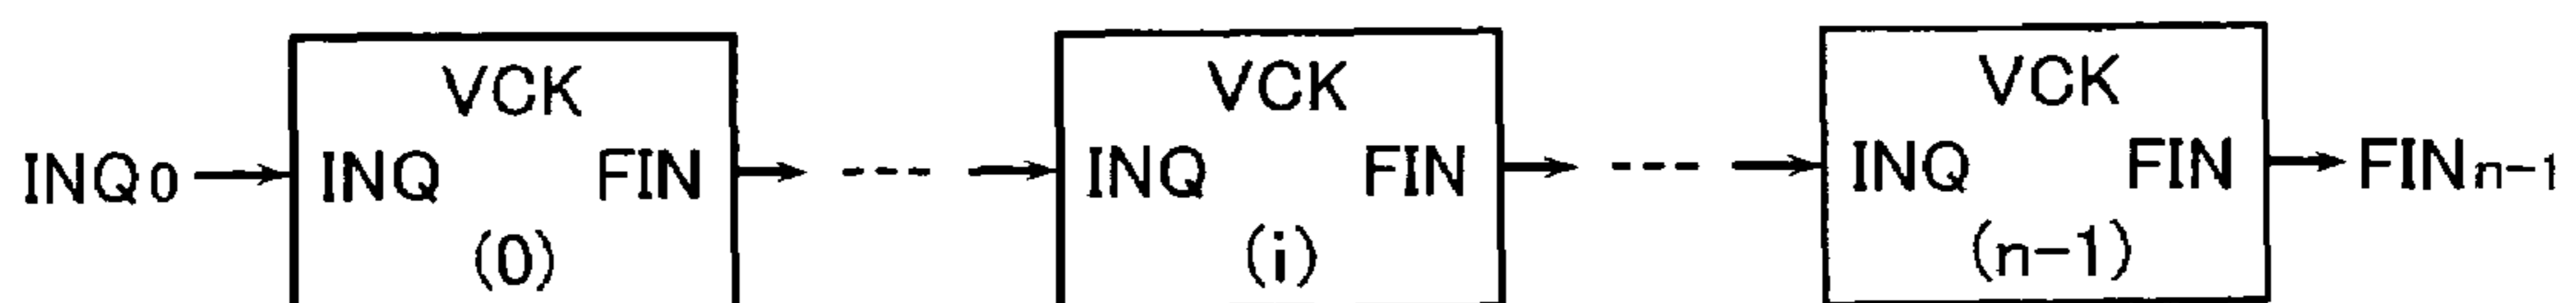 VCK VCK VCK
INQ0 INQ FIN --- INQ FIN --- INQ FIN FINn-1
(0) (i) (n-1)